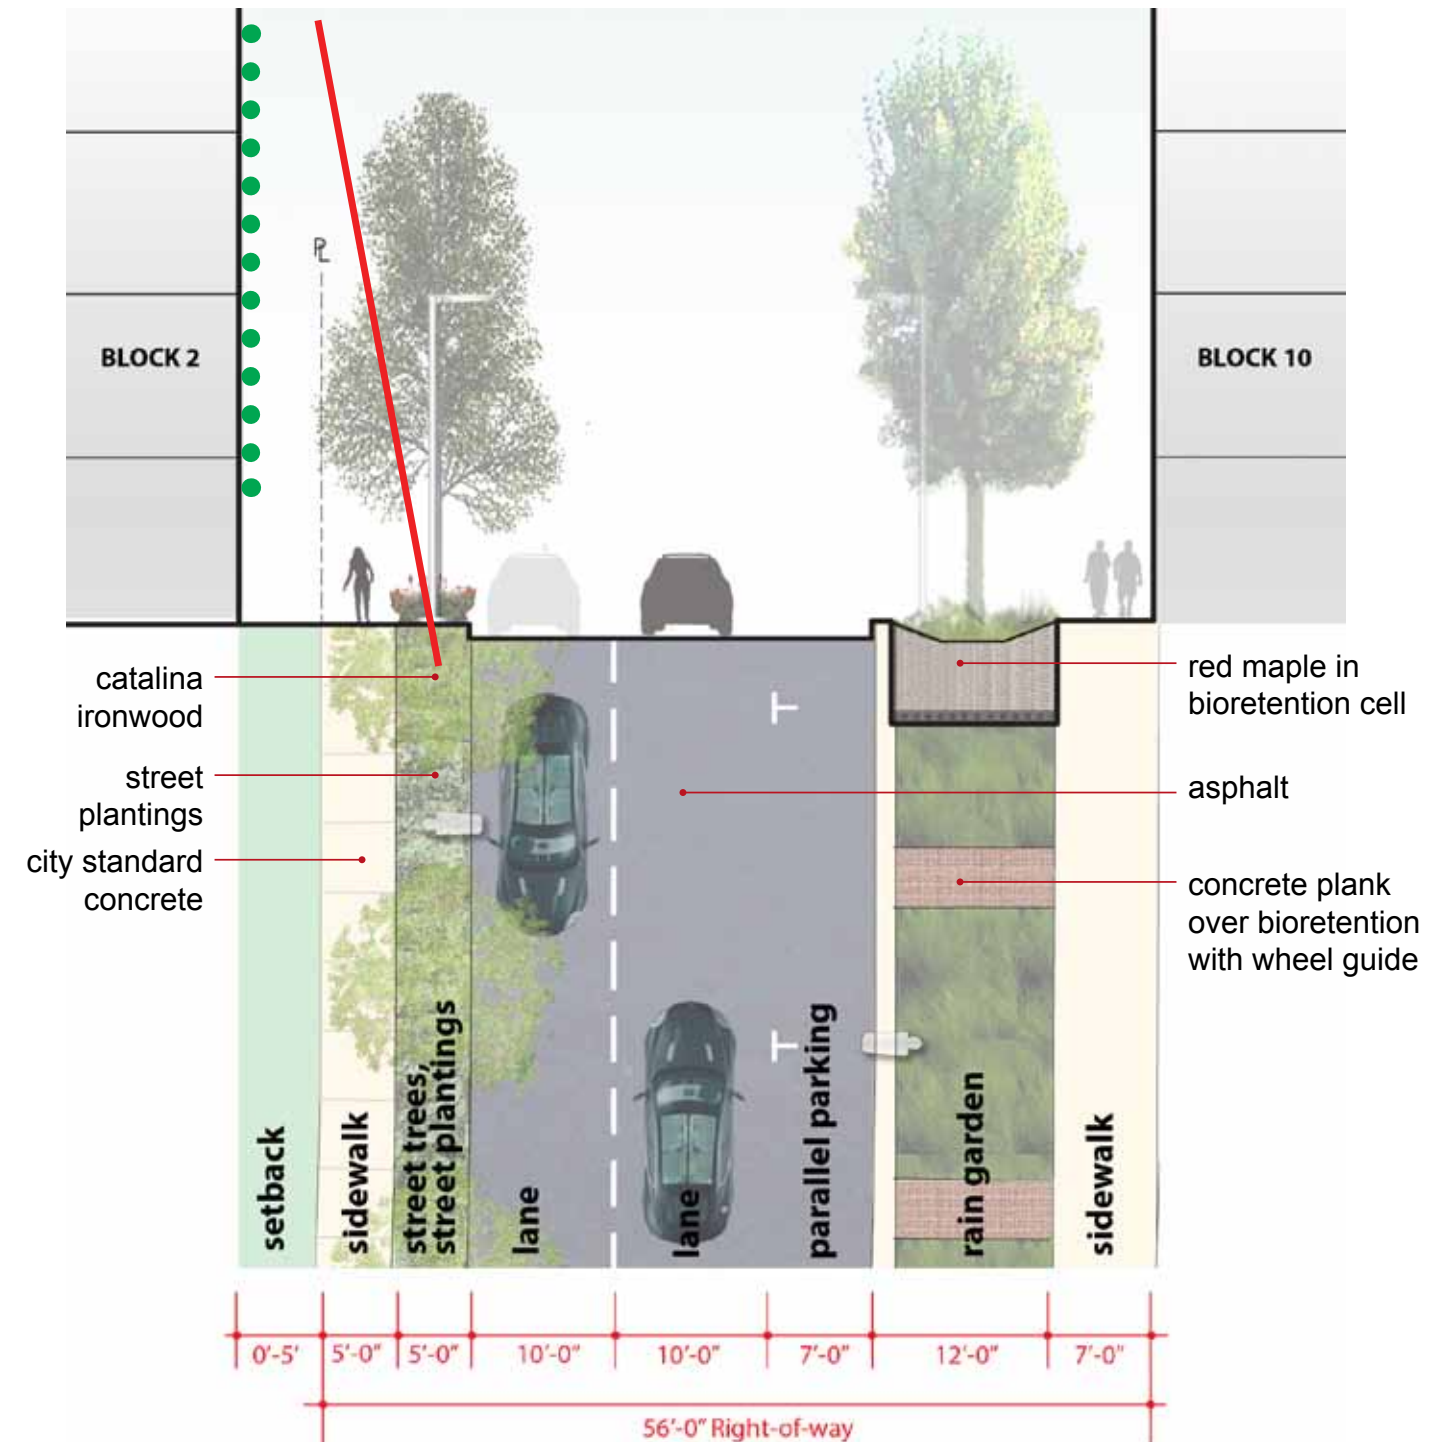 PL
BLOCK 2
BLOCK 10
catalina
ironwood
street
plantings
city standard
concrete
red maple in
bioretention cell
asphalt
concrete plank
over bioretention
with wheel guide
setback
sidewalk
street trees,
street plantings
lane
lane
parallel parking
rain garden
sidewalk
0'-5'
5'-0"
5'-0"
10'-0"
10'-0"
7'-0"
12'-0"
7'-0"
56'-0" Right-of-way